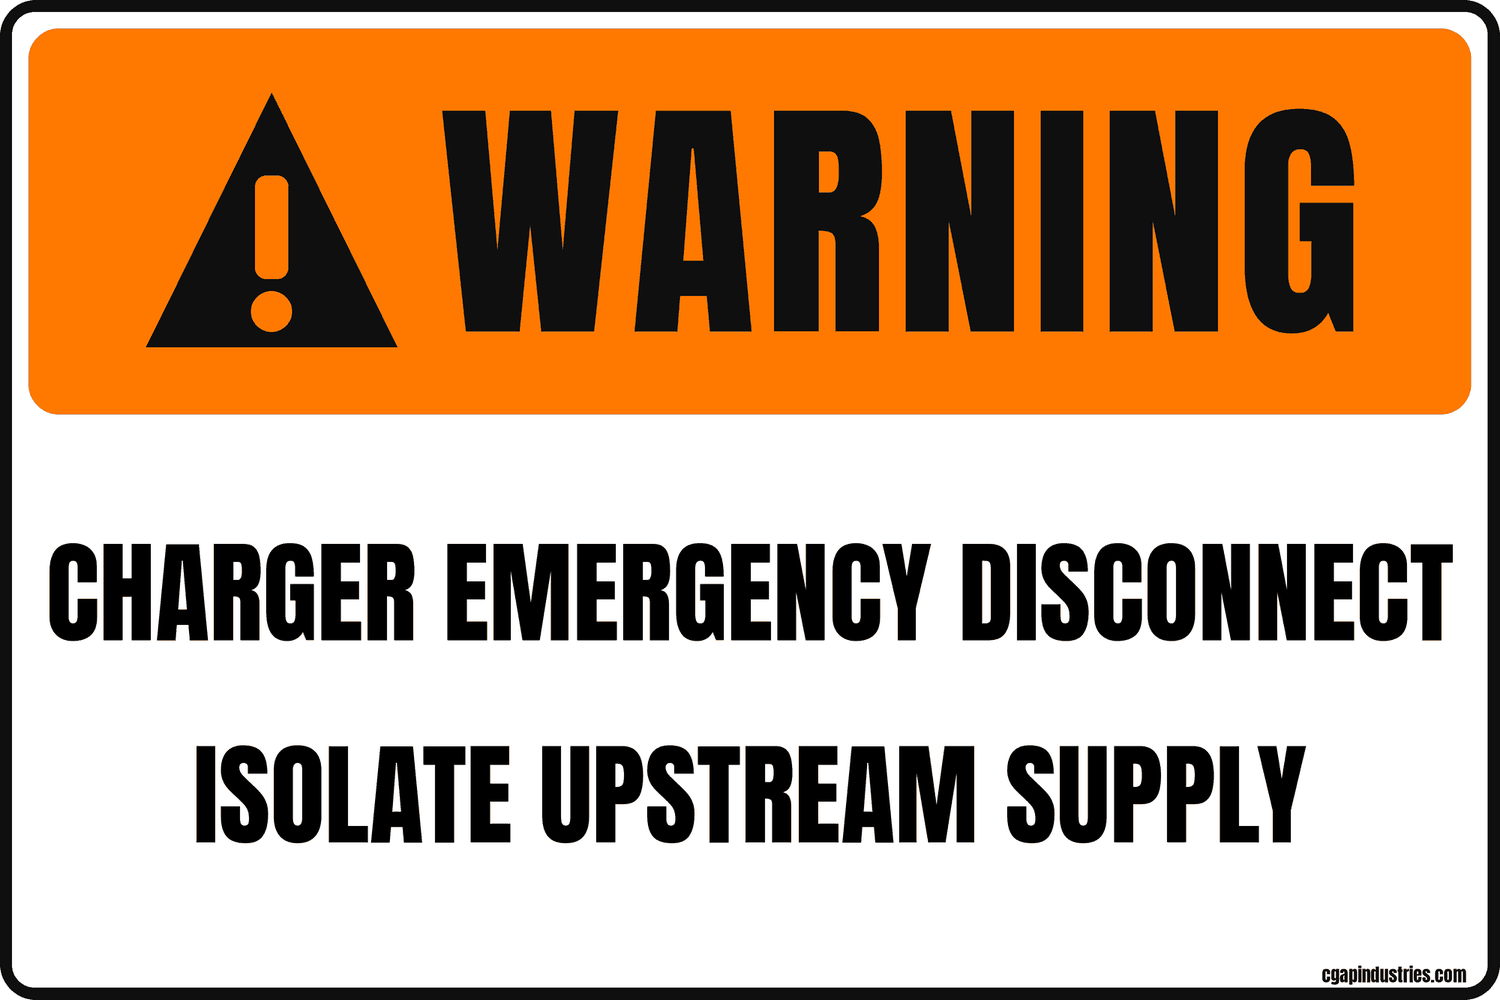 WARNING
CHARGER EMERGENCY DISCONNECT
ISOLATE UPSTREAM SUPPLY
cgapindustries.com